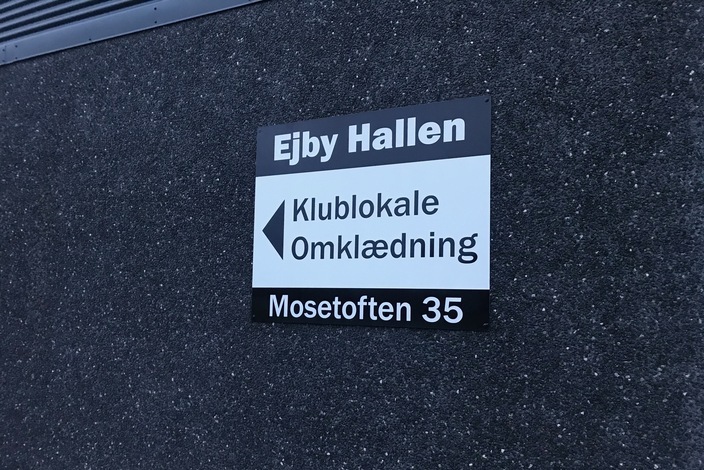 Ejby Hallen
Klublokale
Omklædning
Mosetoften 35